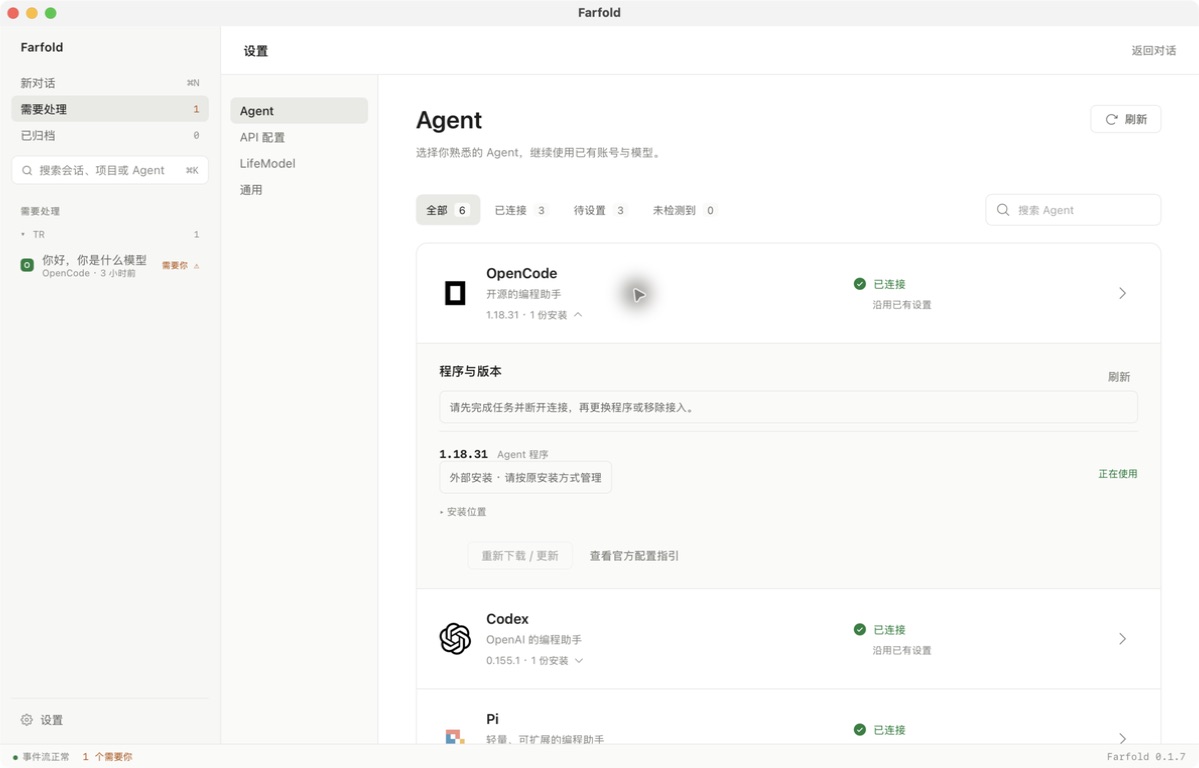 Farfold
Farfold
新对话 ⌘N
需要处理 1
已归档 0
搜索会话、项目或 Agent ⌘K
需要处理
• TR 1
你好，你是什么模型
OpenCode · 3 小时前
需要你
设置
返回对话
Agent
API 配置
LifeModel
通用
Agent
刷新
选择你熟悉的 Agent，继续使用已有账号与模型。
全部 6 已连接 3 待设置 3 未检测到 0
搜索 Agent
OpenCode
开源的编程助手
1.18.31 · 1 份安装
已连接
沿用已有设置
程序与版本
刷新
请先完成任务并断开连接，再更换程序或移除接入。
1.18.31 Agent 程序
外部安装 · 请按原安装方式管理
正在使用
• 安装位置
重新下载 / 更新 查看官方配置指引
Codex
OpenAI 的编程助手
0.155.1 · 1 份安装
已连接
沿用已有设置
Pi
轻量、可扩展的编程助手
已连接
设置
事件流正常 1 个需要你
Farfold 0.1.7